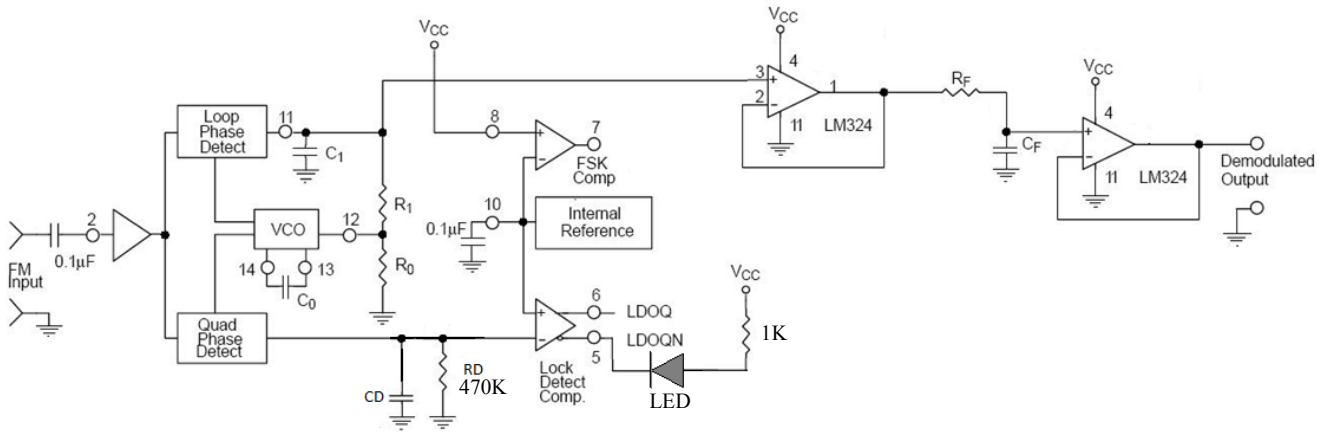 VCC
VCC
4
3
1
2
11
LM324
RF
VCC
4
CF
11
LM324
Demodulated
Output
Loop
Phase
Detect
11
C1
8
7
FSK
Comp
R1
10
Internal
Reference
0.1µF
2
0.1µF
FM
Input
VCO
12
14
13
C0
R0
Quad
Phase
Detect
6
LDOQ
LDOQN
5
Lock
Detect
Comp.
VCC
1K
LED
CD
RD
470K